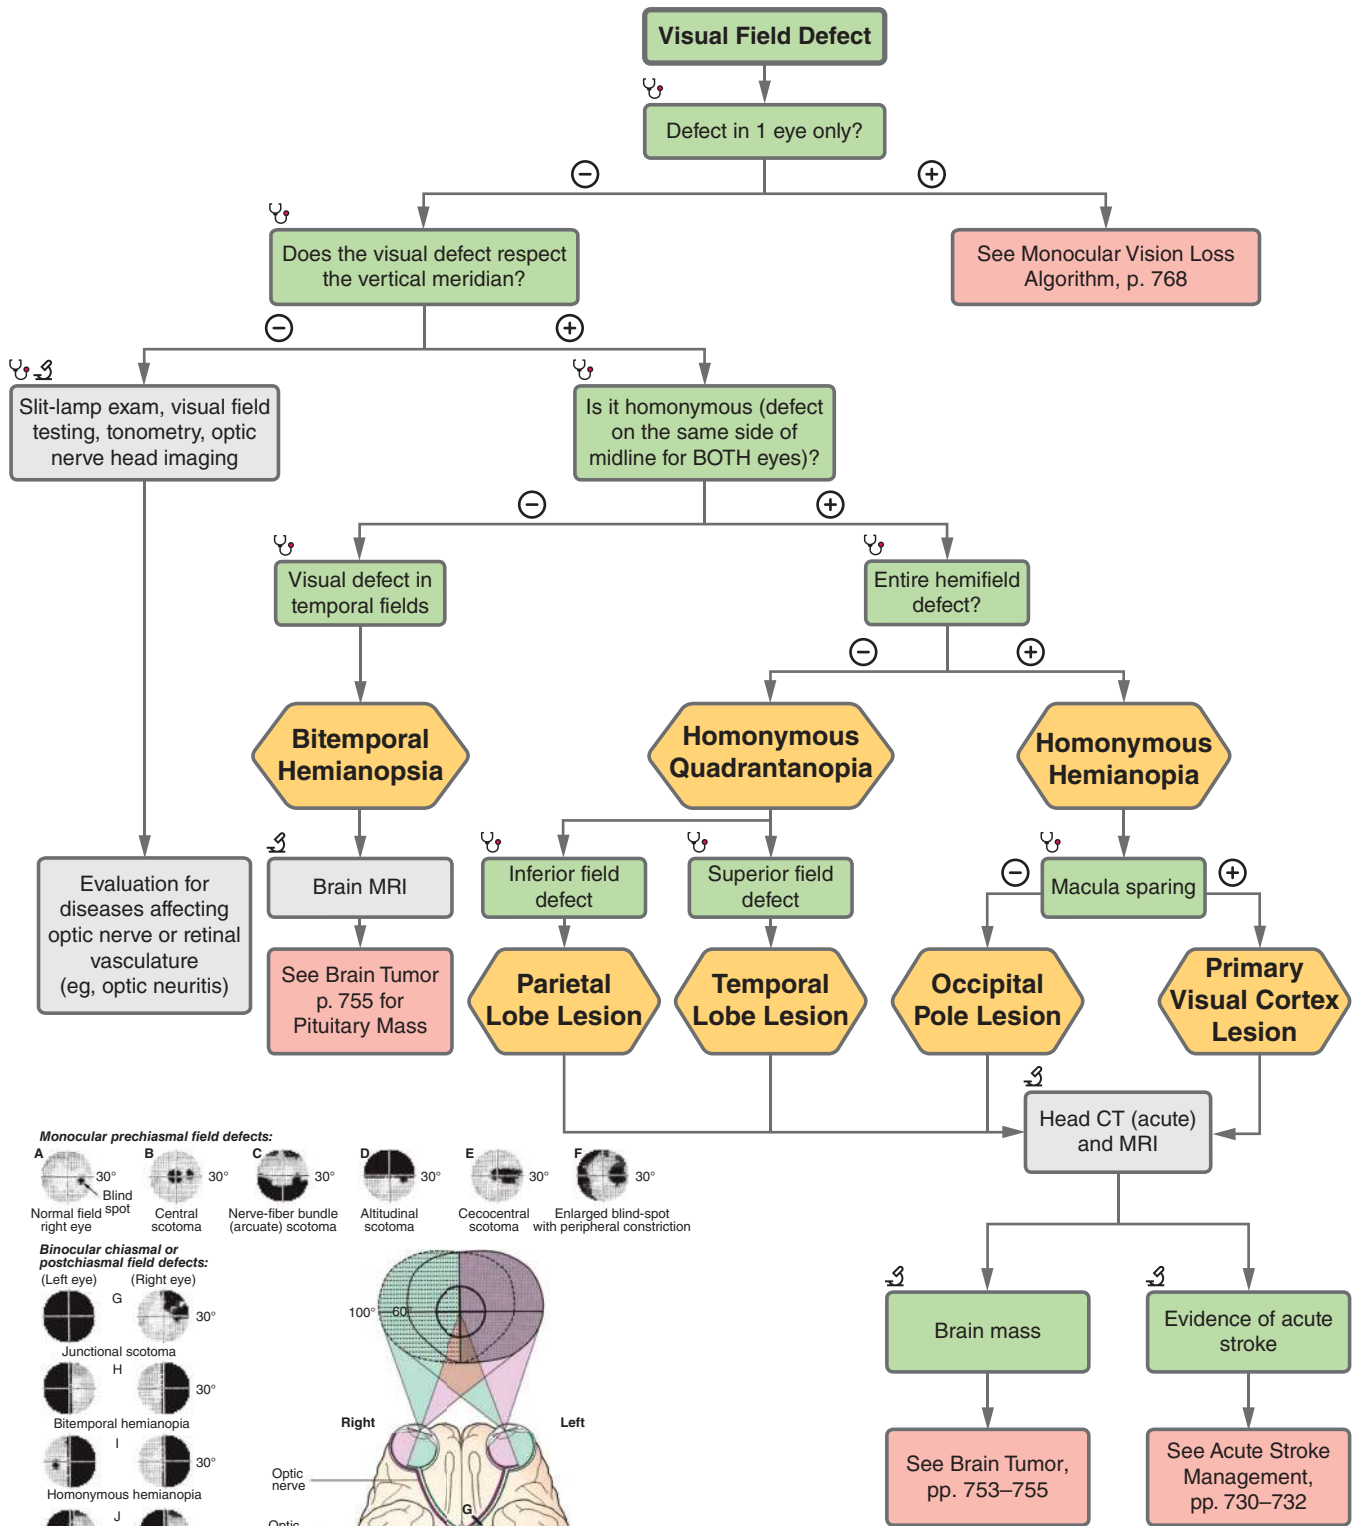 Visual Field Defect
Defect in 1 eye only?
Does the visual defect respect
the vertical meridian?
See Monocular Vision Loss
Algorithm, p. 768
Slit-lamp exam, visual field
testing, tonometry, optic
nerve head imaging
Is it homonymous (defect
on the same side of
midline for BOTH eyes)?
Visual defect in
temporal fields
Entire hemifield
defect?
Bitemporal
Hemianopsia
Homonymous
Quadrantanopia
Homonymous
Hemianopia
Evaluation for
diseases affecting
optic nerve or retinal
vasculature
(eg, optic neuritis)
Brain MRI
Inferior field
defect
Superior field
defect
Macula sparing
See Brain Tumor
p. 755 for
Pituitary Mass
Parietal
Lobe Lesion
Temporal
Lobe Lesion
Occipital
Pole Lesion
Primary
Visual Cortex
Lesion
Head CT (acute)
and MRI
Brain mass
Evidence of acute
stroke
See Brain Tumor,
pp. 753–755
See Acute Stroke
Management,
pp. 730–732
Monocular prechiasmal field defects:
A
30°
Blind
spot
Normal field
right eye
B
30°
Central
scotoma
C
30°
Nerve-fiber bundle
(arcuate) scotoma
D
30°
Altitudinal
scotoma
E
30°
Cecocentral
scotoma
F
30°
Enlarged blind-spot
with peripheral constriction
Binocular chiasmal or
postchiasmal field defects:
(Left eye) (Right eye)
G
30°
Junctional scotoma
H
30°
Bitemporal hemianopia
I
30°
Homonymous hemianopia
J
100° 60°
Right
Left
Optic
nerve
G
Optic